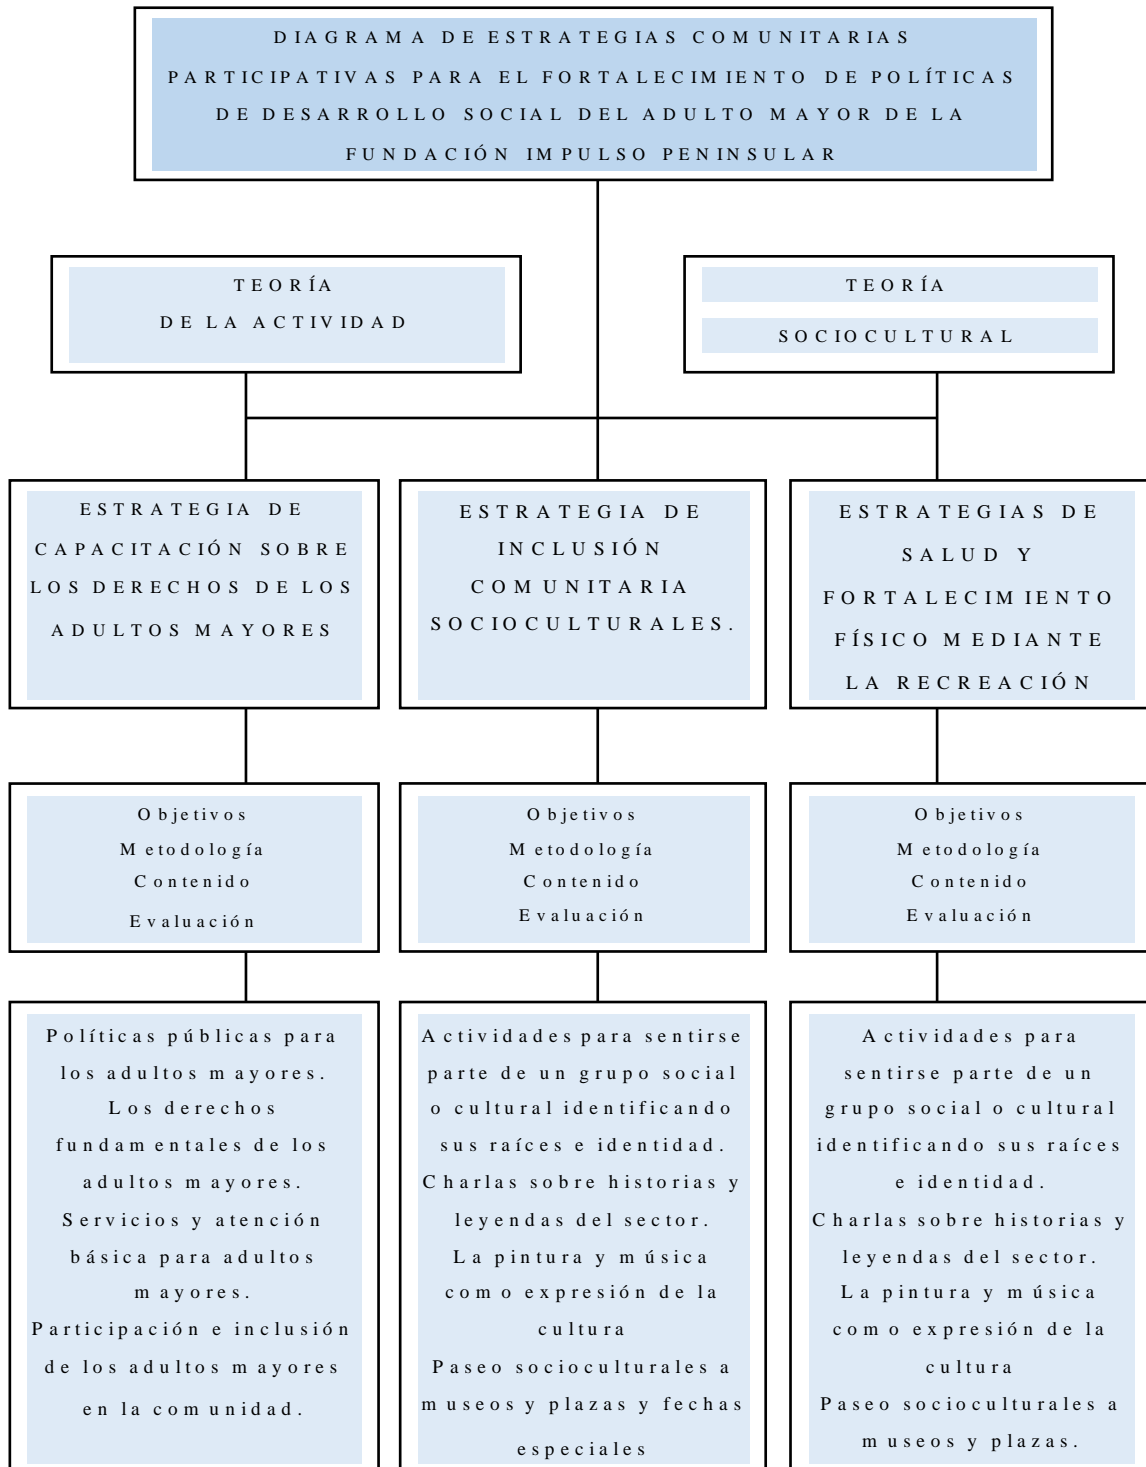 DIAGRAMA DE ESTRATEGIAS COMUNITARIAS
PARTICIPATIVAS PARA EL FORTALECIMIENTO DE POLÍTICAS
DE DESARROLLO SOCIAL DEL ADULTO MAYOR DE LA
FUNDACIÓN IMPULSO PENINSULAR
TEORÍA
DE LA ACTIVIDAD
TEORÍA
SOCIOCULTURAL
ESTRATEGIA DE
CAPACITACIÓN SOBRE
LOS DERECHOS DE LOS
ADULTOS MAYORES
ESTRATEGIA DE
INCLUSIÓN
COMUNITARIA
SOCIOCULTURALES.
ESTRATEGIAS DE
SALUD Y
FORTALECIMIENTO
FÍSICO MEDIANTE
LA RECREACIÓN
Objetivos
Metodología
Contenido
Evaluación
Objetivos
Metodología
Contenido
Evaluación
Objetivos
Metodología
Contenido
Evaluación
Políticas públicas para
los adultos mayores.
Los derechos
fundamentales de los
adultos mayores.
Servicios y atención
básica para adultos
mayores.
Participación e inclusión
de los adultos mayores
en la comunidad.
Actividades para sentirse
parte de un grupo social
o cultural identificando
sus raíces e identidad.
Charlas sobre historias y
leyendas del sector.
La pintura y música
como expresión de la
cultura
Paseo socioculturales a
museos y plazas y fechas
especiales
Actividades para
sentirse parte de un
grupo social o cultural
identificando sus raíces
e identidad.
Charlas sobre historias y
leyendas del sector.
La pintura y música
como expresión de la
cultura
Paseo socioculturales a
museos y plazas.